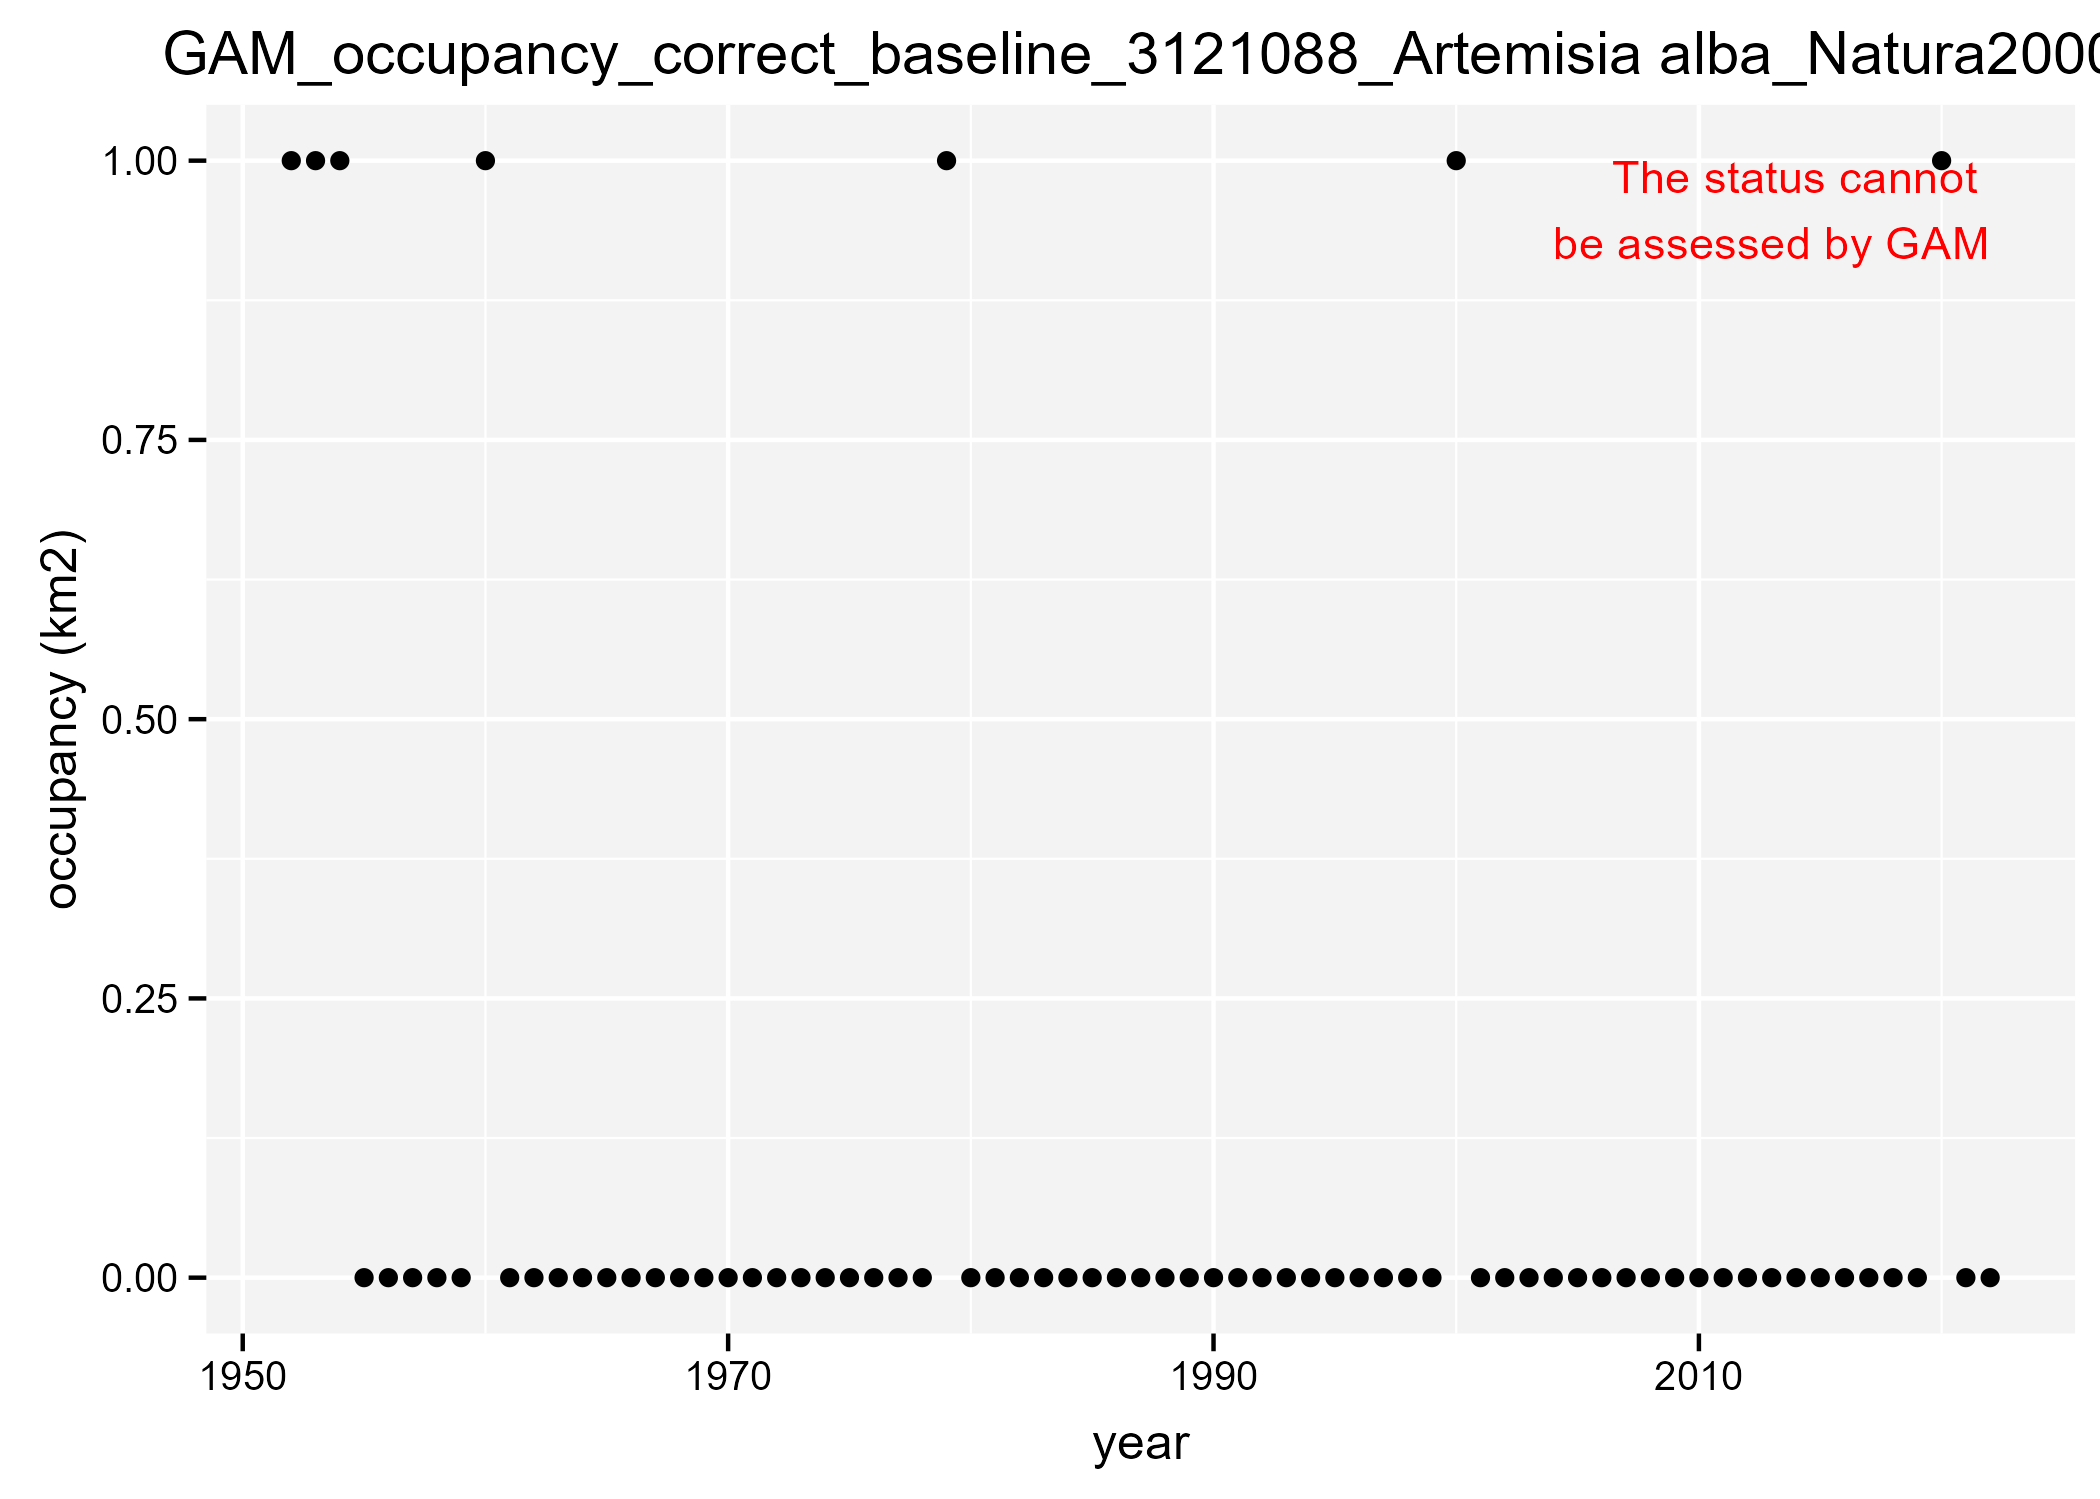 GAM_occupancy_correct_baseline_3121088_Artemisia alba_Natura2000
1.00
The status cannot
be assessed by GAM
0.75
occupancy (km2)
0.50
0.25
0.00
1950 1970 1990 2010
year